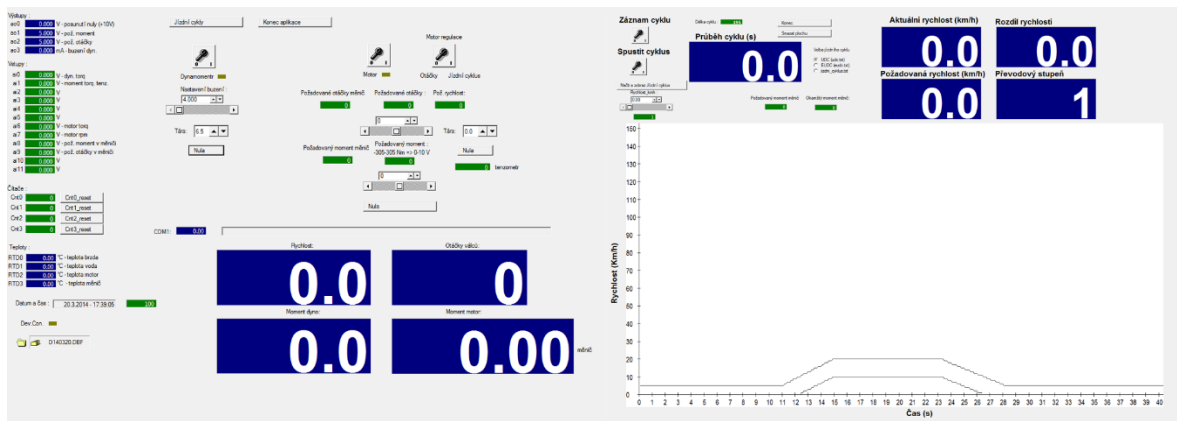 Výstupy :
ao0 0.000 V - posunutí nuly (+10V)
ao1 5.000 V - pož. moment
ao2 5.000 V - pož. otáčky
ao3 0.000 mA - buzení dyn.
Vstupy :
ai0 0.000 V - dyn. torq
ai1 0.000 V - moment torq. tenz.
ai2 0.000 V
ai3 0.000 V
ai4 0.000 V
ai5 0.000 V
ai6 0.000 V - motor torq
ai7 0.000 V - motor rpm
ai8 0.000 V - pož. moment v měniči
ai9 0.000 V - pož. otáčky v měniči
ai10 0.000 V
ai11 0.000 V
Čítače :
Cnt0 0 Cnt0_reset
Cnt1 0 Cnt1_reset
Cnt2 0 Cnt2_reset
Cnt3 0 Cnt3_reset
Teploty :
RTD0 0.00 °C - teplota brzda
RTD1 0.00 °C - teplota voda
RTD2 0.00 °C - teplota motor
RTD3 0.00 °C - teplota měnič
Datum a čas : 20.3.2014 - 17:39:05 100
Dev.Con.
D140320.DBF
Jízdní cykly
Konec aplikace
Dynamometr
Nastavení buzení :
4.000
Tára: 6.5
Nula
Motor regulace
Motor
Otáčky Jízdní cyklus
Požadované otáčky měnič Požadované otáčky : Pož. rychlost:
0 0 0
0
Tára: 0.0
Požadovaný moment měnič Požadovaný moment :
-305-305 Nm => 0-10 V
Nula
0 0
0 tenzometr
0
Nula
COM1: 0.00
Rychlost: Otáčky válců:
0.0 0
Moment dyno: Moment motor:
0.0 0.00 měnič
Záznam cyklu
Délka cyklu :
Konec
Smazat plochu
Spustit cyklus
Průběh cyklu (s)
0.0
Volba jízdního cyklu
Načti a zobraz Jízdní cyklus
Rychlost_krok
0
Požadovaný moment měnič Okamžitý moment měnič:
0 0
Aktuální rychlost (km/h) Rozdíl rychlosti
0.0 0.0
Požadovaná rychlost (km/h) Převodový stupeň
0.0 1
Rychlost (Km/h)
150
140
130
120
110
100
90
80
70
60
50
40
30
20
10
0
0 1 2 3 4 5 6 7 8 9 10 11 12 13 14 15 16 17 18 19 20 21 22 23 24 25 26 27 28 29 30 31 32 33 34 35 36 37 38 39 40
Čas (s)